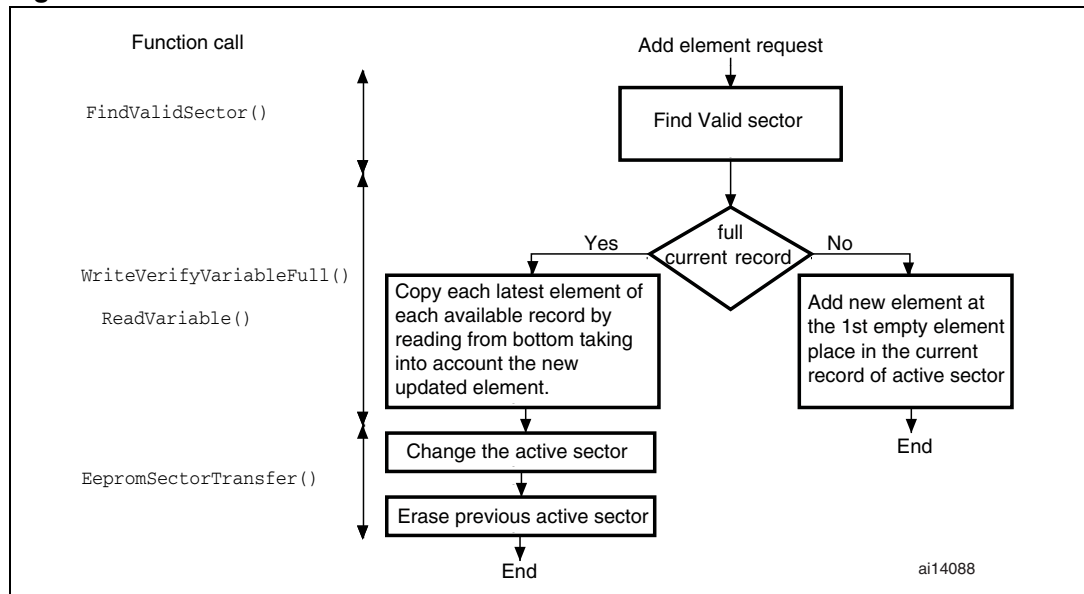 Function call
Add element request
FindValidSector()
Find Valid sector
full
current record
Yes
No
WriteVerifyVariableFull()
ReadVariable()
Copy each latest element of
each available record by
reading from bottom taking
into account the new
updated element.
Add new element at
the 1st empty element
place in the current
record of active sector
End
Change the active sector
EepromSectorTransfer()
Erase previous active sector
End
ai14088